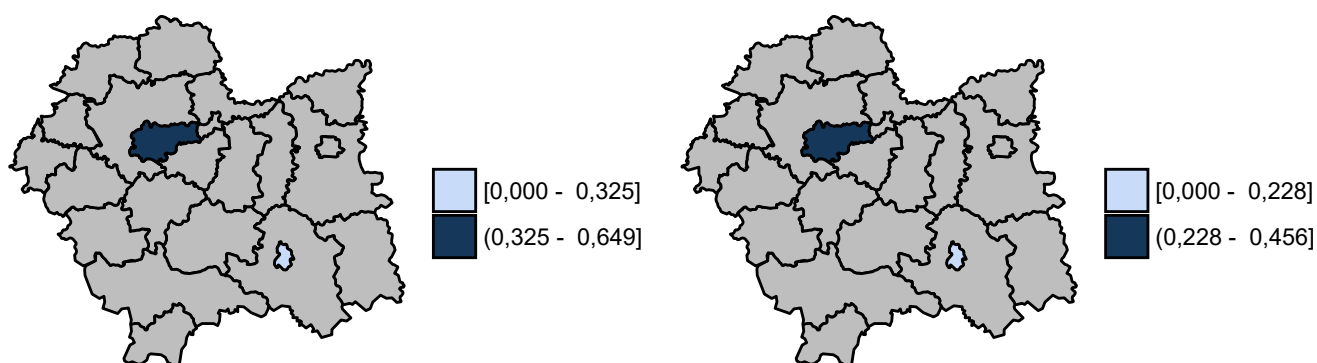 [0,000 - 0,325]
(0,325 - 0,649]
[0,000 - 0,228]
(0,228 - 0,456]